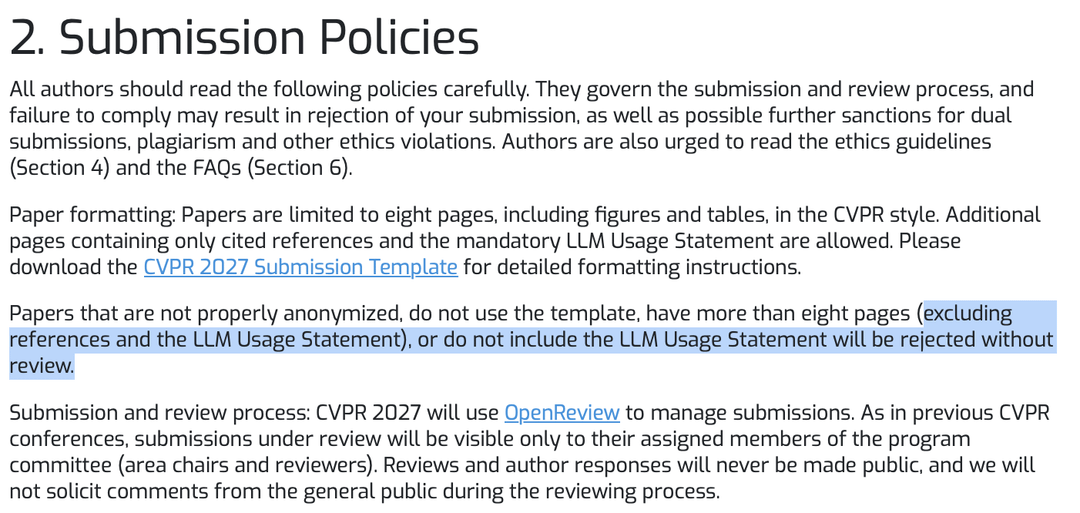 2. Submission Policies
All authors should read the following policies carefully. They govern the submission and review process, and
failure to comply may result in rejection of your submission, as well as possible further sanctions for dual
submissions, plagiarism and other ethics violations. Authors are also urged to read the ethics guidelines
(Section 4) and the FAQs (Section 6).
Paper formatting: Papers are limited to eight pages, including figures and tables, in the CVPR style. Additional
pages containing only cited references and the mandatory LLM Usage Statement are allowed. Please
download the CVPR 2027 Submission Template for detailed formatting instructions.
Papers that are not properly anonymized, do not use the template, have more than eight pages (excluding
references and the LLM Usage Statement), or do not include the LLM Usage Statement will be rejected without
review.
Submission and review process: CVPR 2027 will use OpenReview to manage submissions. As in previous CVPR
conferences, submissions under review will be visible only to their assigned members of the program
committee (area chairs and reviewers). Reviews and author responses will never be made public, and we will
not solicit comments from the general public during the reviewing process.